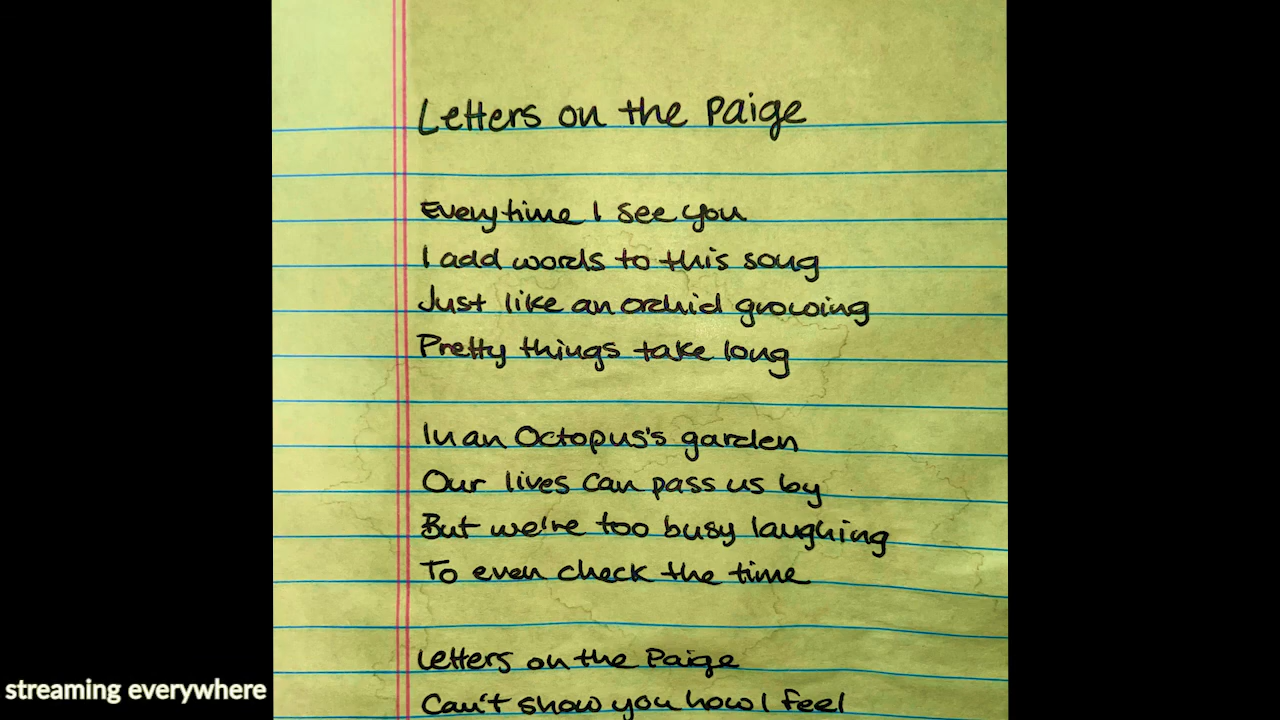 Letters on the Paige
Everytime I see you
I add words to this song
Just like an orchid growing
Pretty things take long
In an Octopus's garden
Our lives can pass us by
But we're too busy laughing
To even check the time
Letters on the Paige
Can't show you how I feel
streaming everywhere